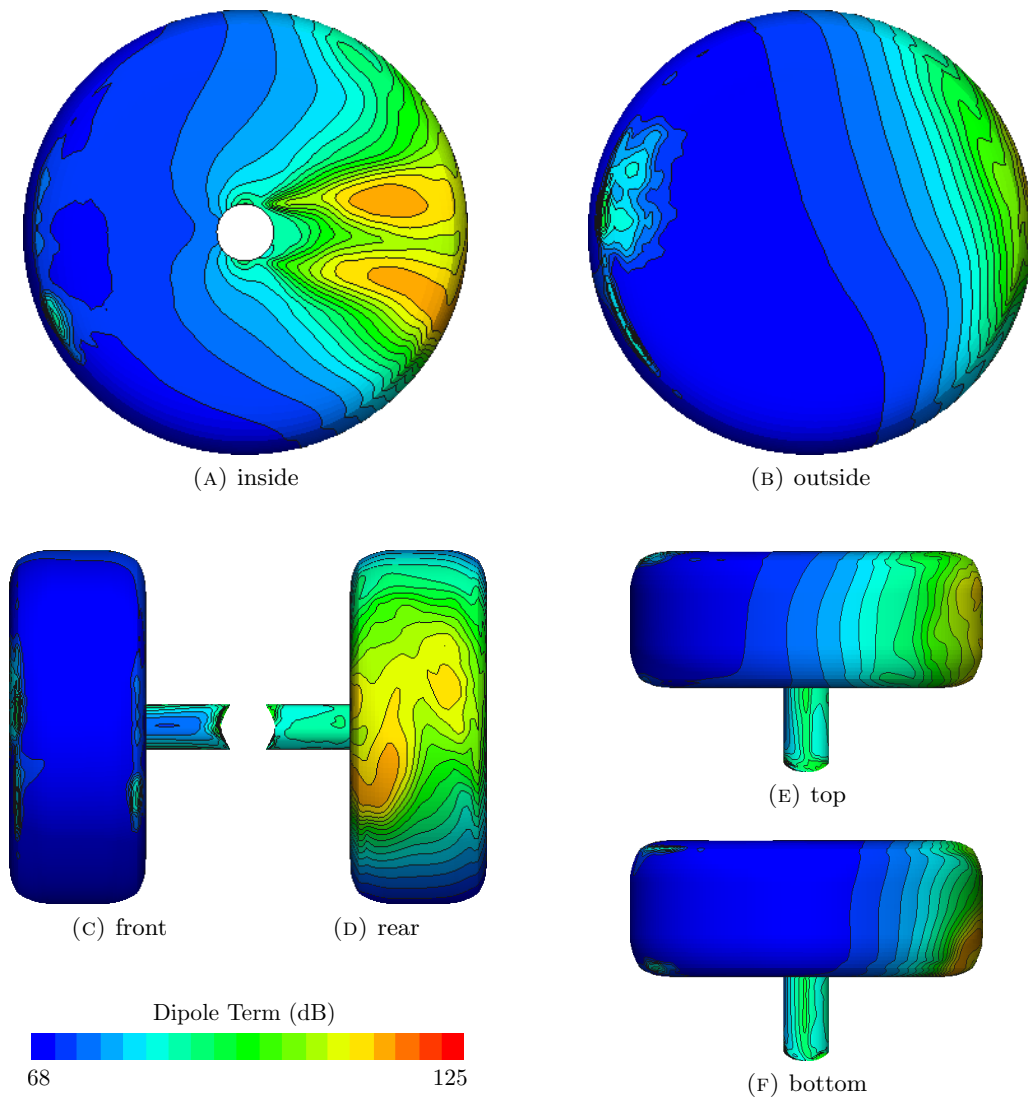 (A) inside
(B) outside
(C) front
(D) rear
(E) top
(F) bottom
Dipole Term (dB)
68
125